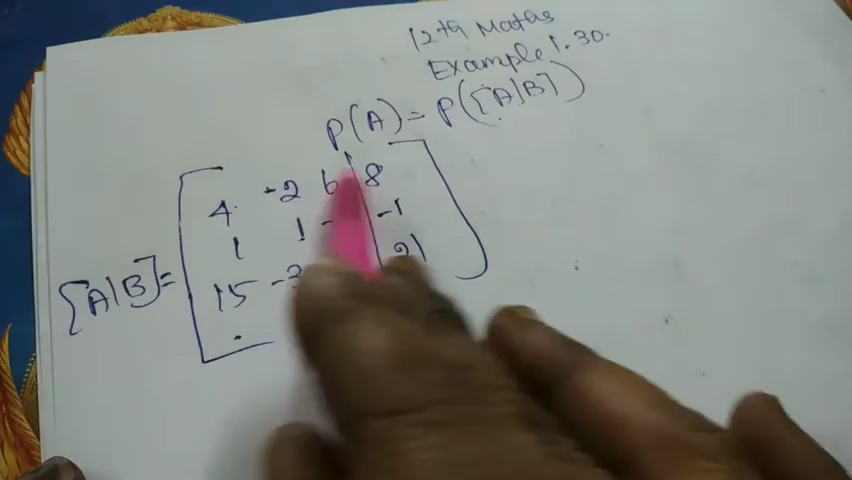 12th Maths
Example 1.30.
P(A) = P([A|B])
4 -2 6 8
1 1 - -1
[A|B] = 15 -3 21